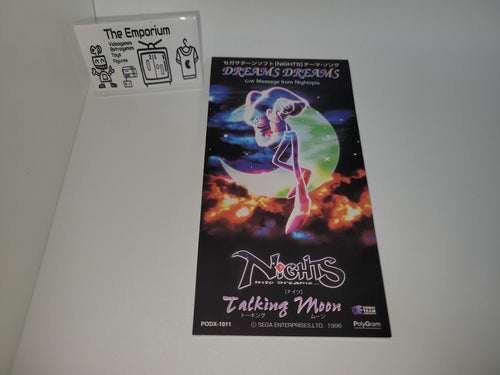 The Emporium
Videogames
Retrogames
Toys
Figures
セガサターンソフト[NIGHTS]テーマ・ソング
DREAMS DREAMS
C/W Message from Nightopia
NiGHTS
into Dreams...
[ナイツ]
Talking Moon
トーキング ムーン
PODX-1011
© SEGA ENTERPRISES,LTD. 1996
SONIC TEAM
PolyGram